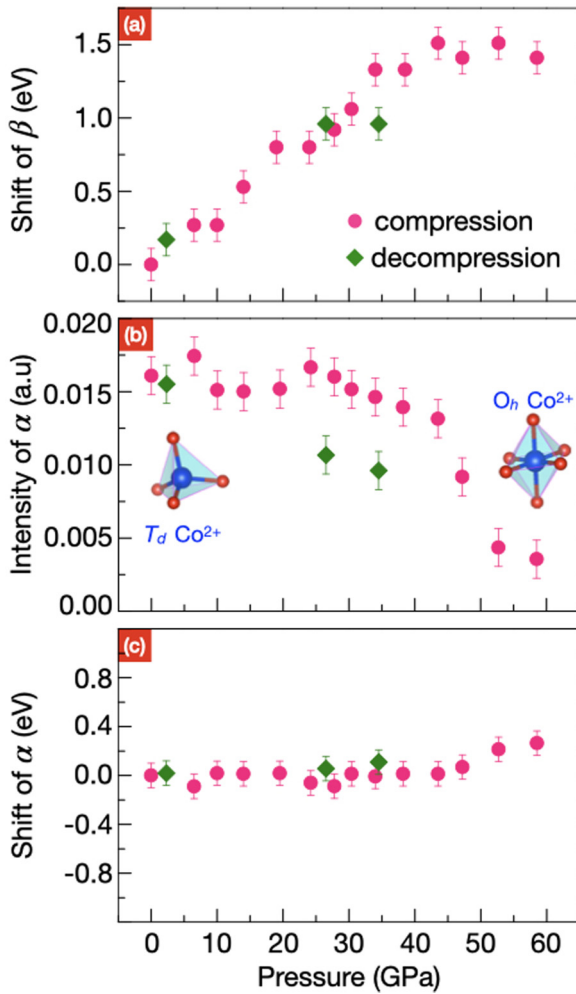 (a)
Shift of β (eV)
1.5
1.0
0.5
0.0
compression
decompression
(b)
Intensity of α (a.u)
0.020
0.015
0.010
0.005
0.00
Td Co²⁺
Oh Co²⁺
(c)
Shift of α (eV)
0.8
0.4
0.0
-0.4
-0.8
0 10 20 30 40 50 60
Pressure (GPa)